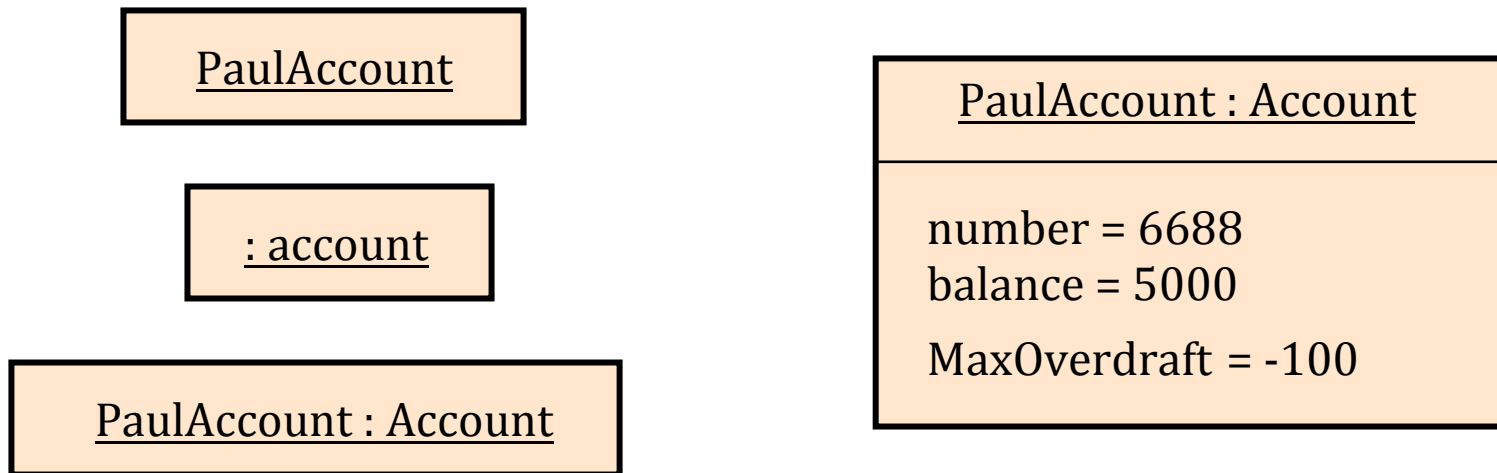 PaulAccount
: account
PaulAccount : Account
PaulAccount : Account
number = 6688
balance = 5000
MaxOverdraft = -100